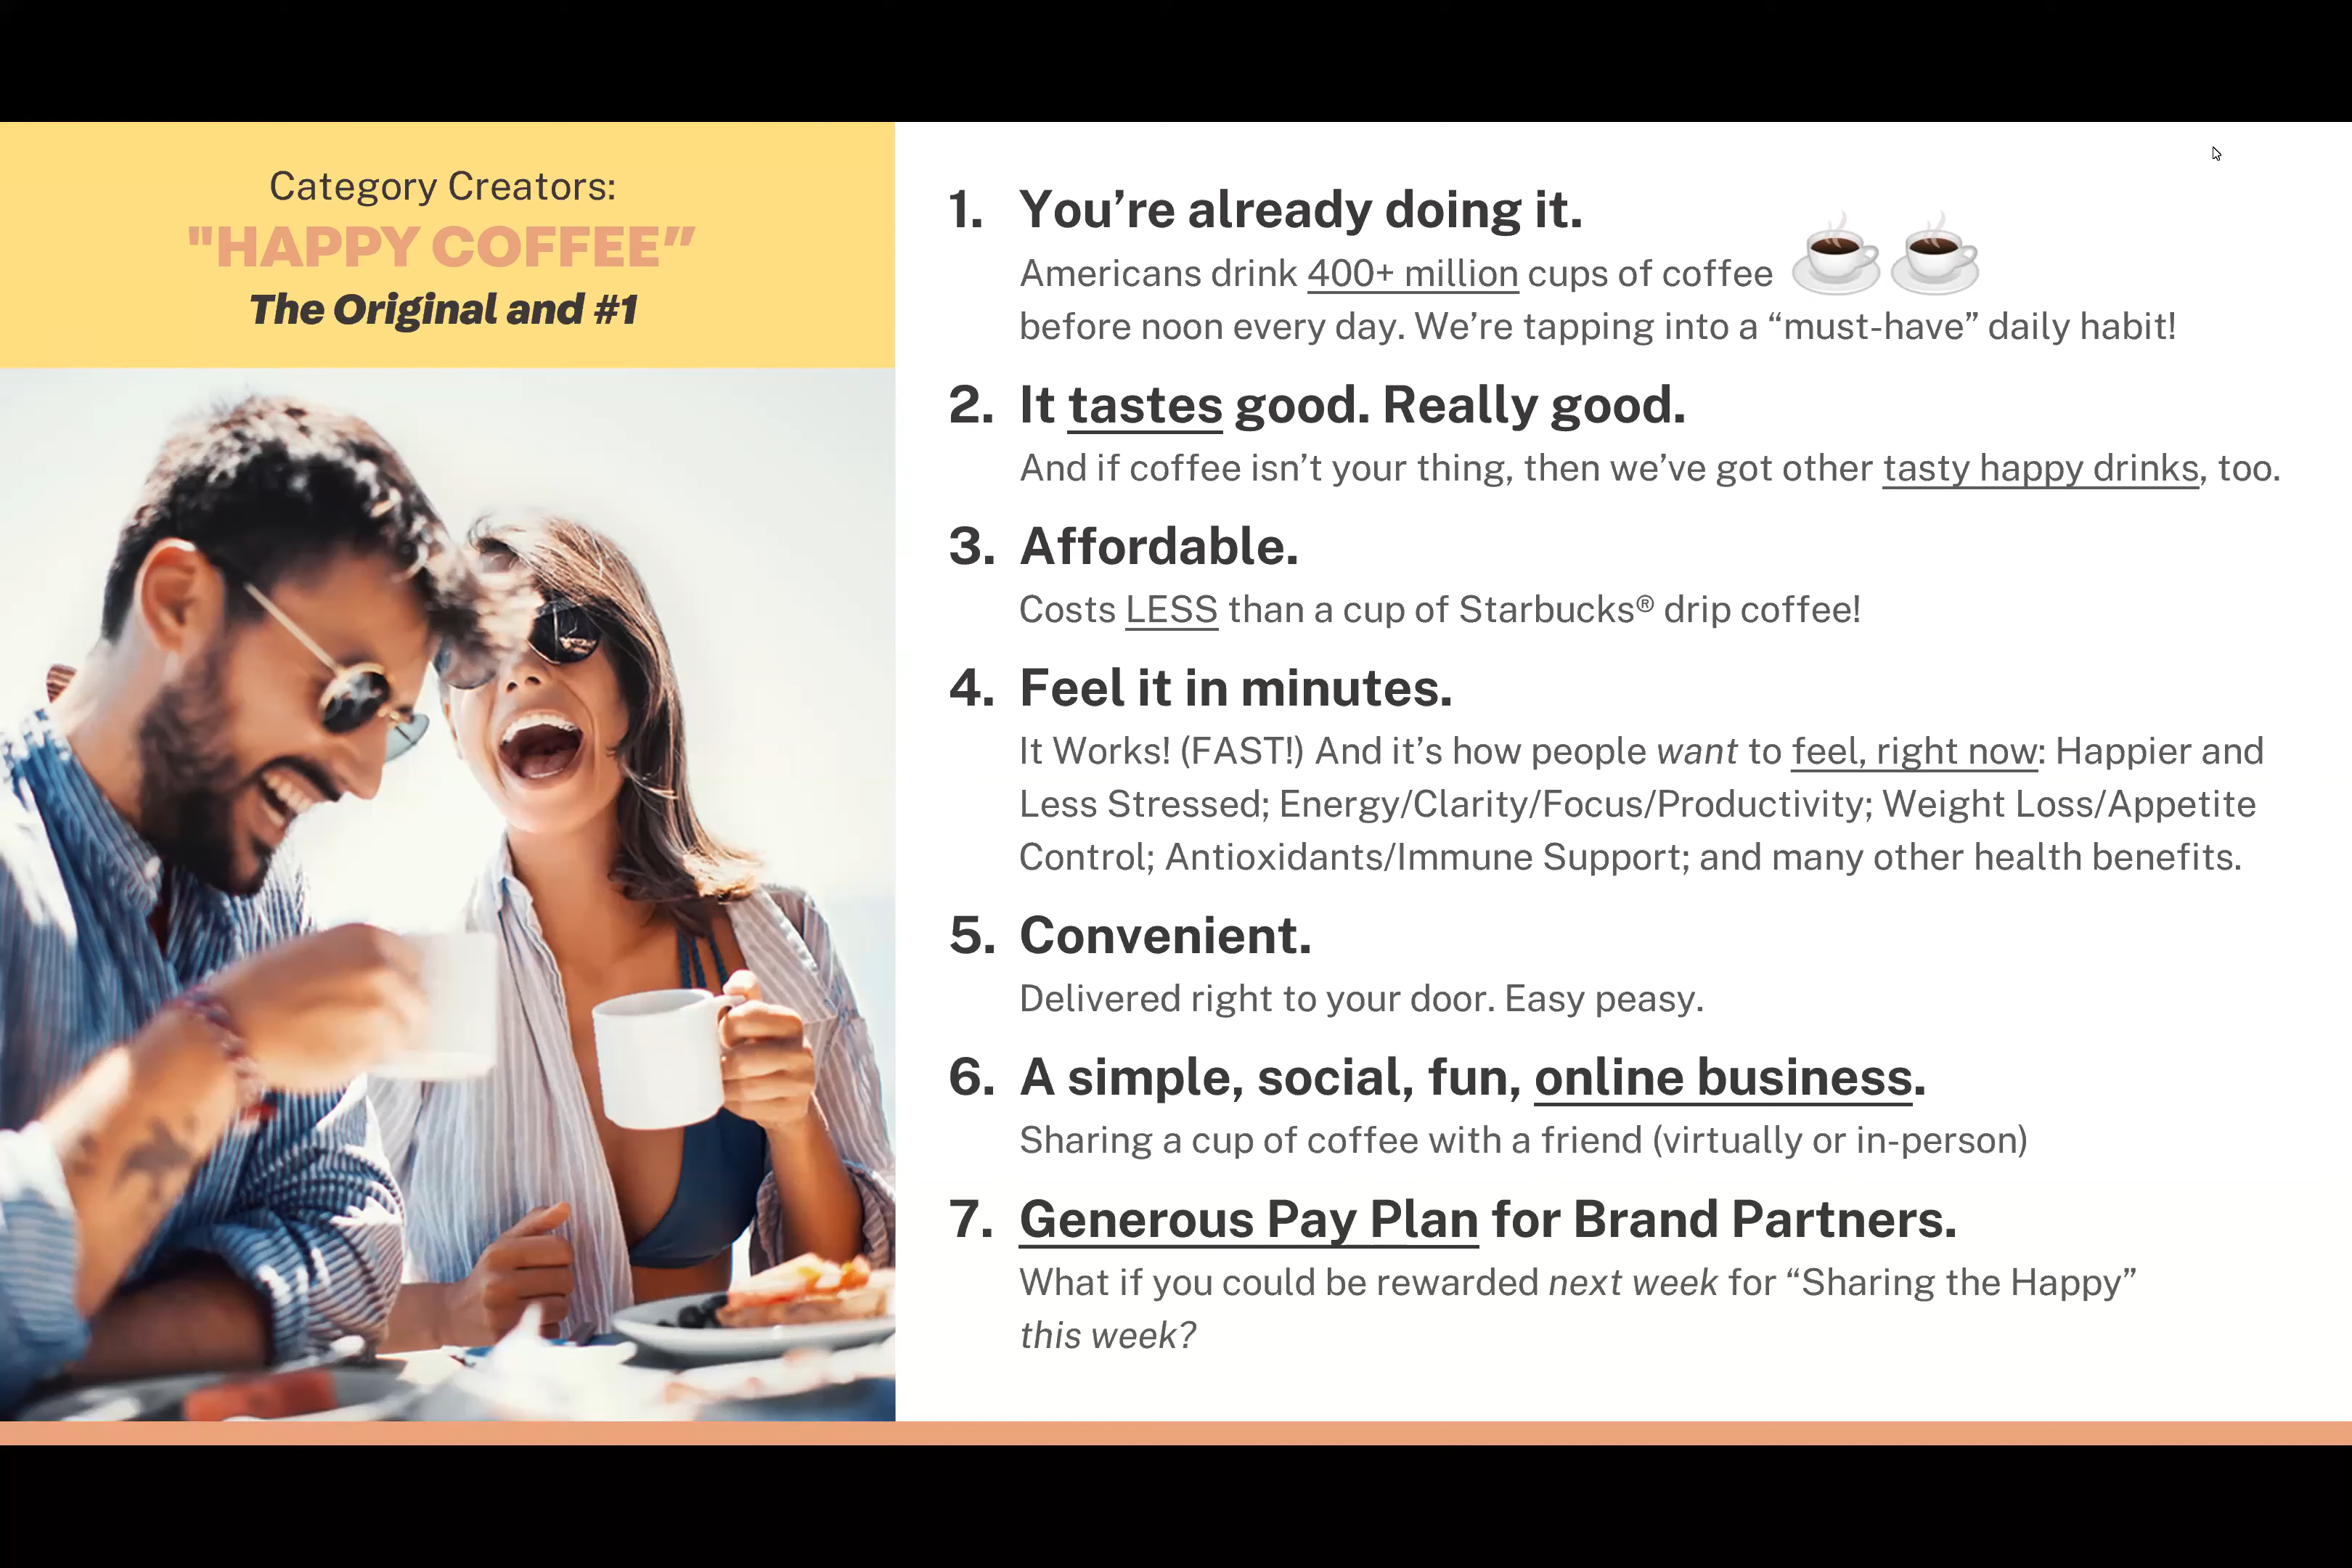 Category Creators:
"HAPPY COFFEE”
The Original and #1
1. You’re already doing it.
Americans drink 400+ million cups of coffee
before noon every day. We’re tapping into a “must-have” daily habit!
2. It tastes good. Really good.
And if coffee isn’t your thing, then we’ve got other tasty happy drinks, too.
3. Affordable.
Costs LESS than a cup of Starbucks® drip coffee!
4. Feel it in minutes.
It Works! (FAST!) And it’s how people want to feel, right now: Happier and
Less Stressed; Energy/Clarity/Focus/Productivity; Weight Loss/Appetite
Control; Antioxidants/Immune Support; and many other health benefits.
5. Convenient.
Delivered right to your door. Easy peasy.
6. A simple, social, fun, online business.
Sharing a cup of coffee with a friend (virtually or in-person)
7. Generous Pay Plan for Brand Partners.
What if you could be rewarded next week for “Sharing the Happy”
this week?